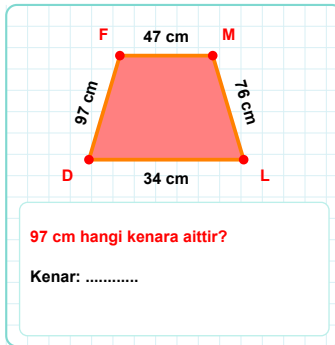 F 47 cm M
97 cm 76 cm
D 34 cm L
97 cm hangi kenara aittir?
Kenar: ............